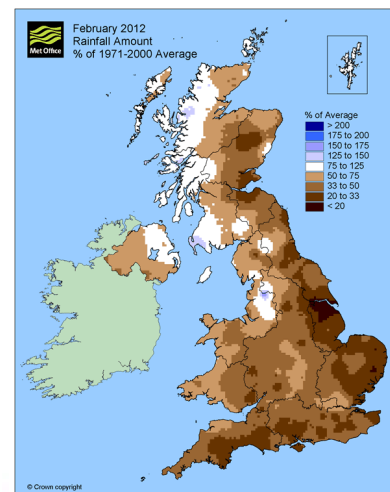 Met Office
February 2012
Rainfall Amount
% of 1971-2000 Average
% of Average
> 200
175 to 200
150 to 175
125 to 150
75 to 125
50 to 75
33 to 50
20 to 33
< 20
© Crown copyright